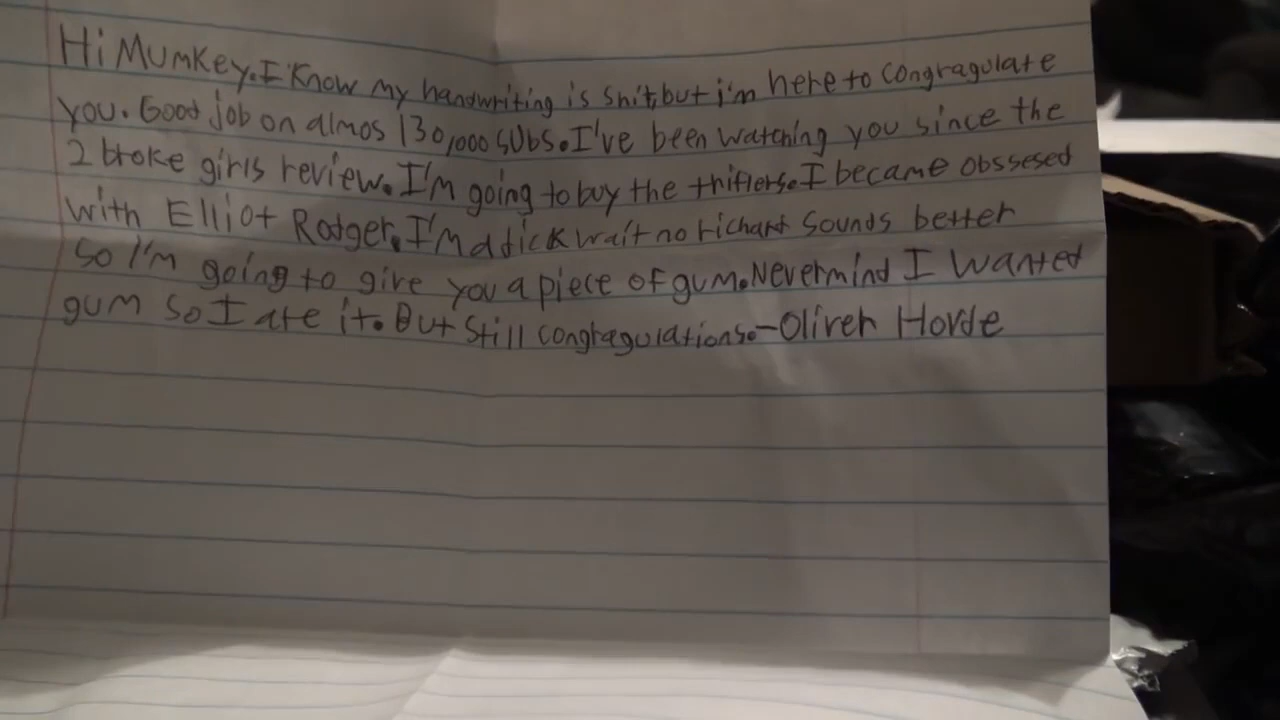 Hi Mumkey. I know my handwriting is shit, but i'm here to congragulate
you. Good job on almos 130,000 subs. I've been watching you since the
2 broke girls review. I'm going to buy the thrifters. I became obssesed
with Elliot Rodger. I'm a dick wait no richard sounds better
so I'm going to give you a piece of gum. Nevermind I wanted
gum so I ate it. But still congragulations. -Oliver Horde